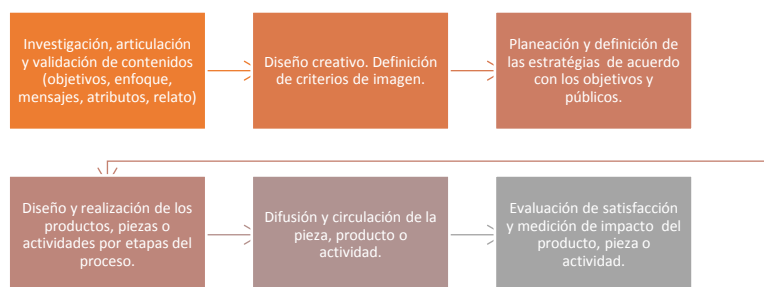 Investigación, articulación
y validación de contenidos
(objetivos, enfoque,
mensajes, atributos, relato)
Diseño creativo. Definición
de criterios de imagen.
Planeación y definición de
las estratégias de acuerdo
con los objetivos y
públicos.
Diseño y realización de los
productos, piezas o
actividades por etapas del
proceso.
Difusión y circulación de la
pieza, producto o
actividad.
Evaluación de satisfacción
y medición de impacto del
producto, pieza o
actividad.